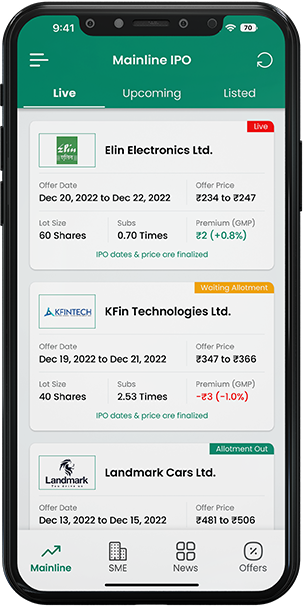 9:41
70
Mainline IPO
Live Upcoming Listed
Live
Elin
Elin Electronics Ltd.
Offer Date Offer Price
Dec 20, 2022 to Dec 22, 2022 ₹234 to ₹247
Lot Size Subs Premium (GMP)
60 Shares 0.70 Times ₹2 (+0.8%)
IPO dates & price are finalized
Waiting Allotment
KFINTECH
KFin Technologies Ltd.
Offer Date Offer Price
Dec 19, 2022 to Dec 21, 2022 ₹347 to ₹366
Lot Size Subs Premium (GMP)
40 Shares 2.53 Times -₹3 (-1.0%)
IPO dates & price are finalized
Allotment Out
Landmark
Landmark Cars Ltd.
Offer Date Offer Price
Dec 13, 2022 to Dec 15, 2022 ₹481 to ₹506
Mainline SME News Offers